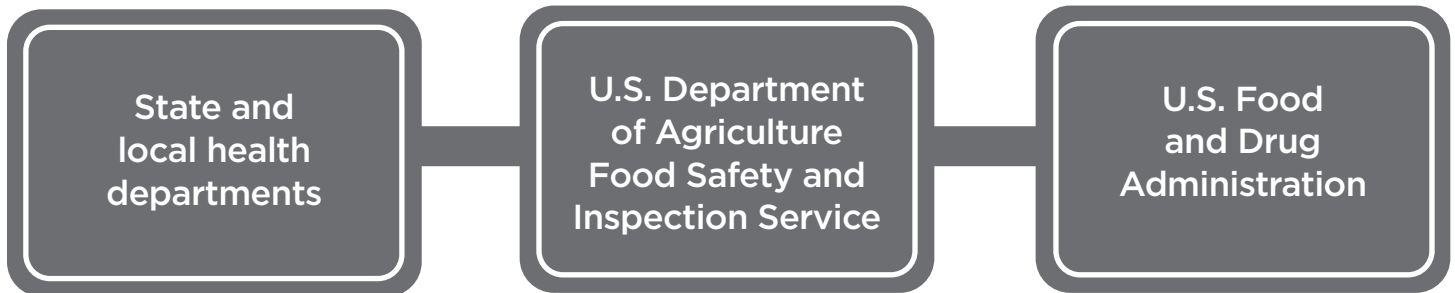 State and
local health
departments
U.S. Department
of Agriculture
Food Safety and
Inspection Service
U.S. Food
and Drug
Administration